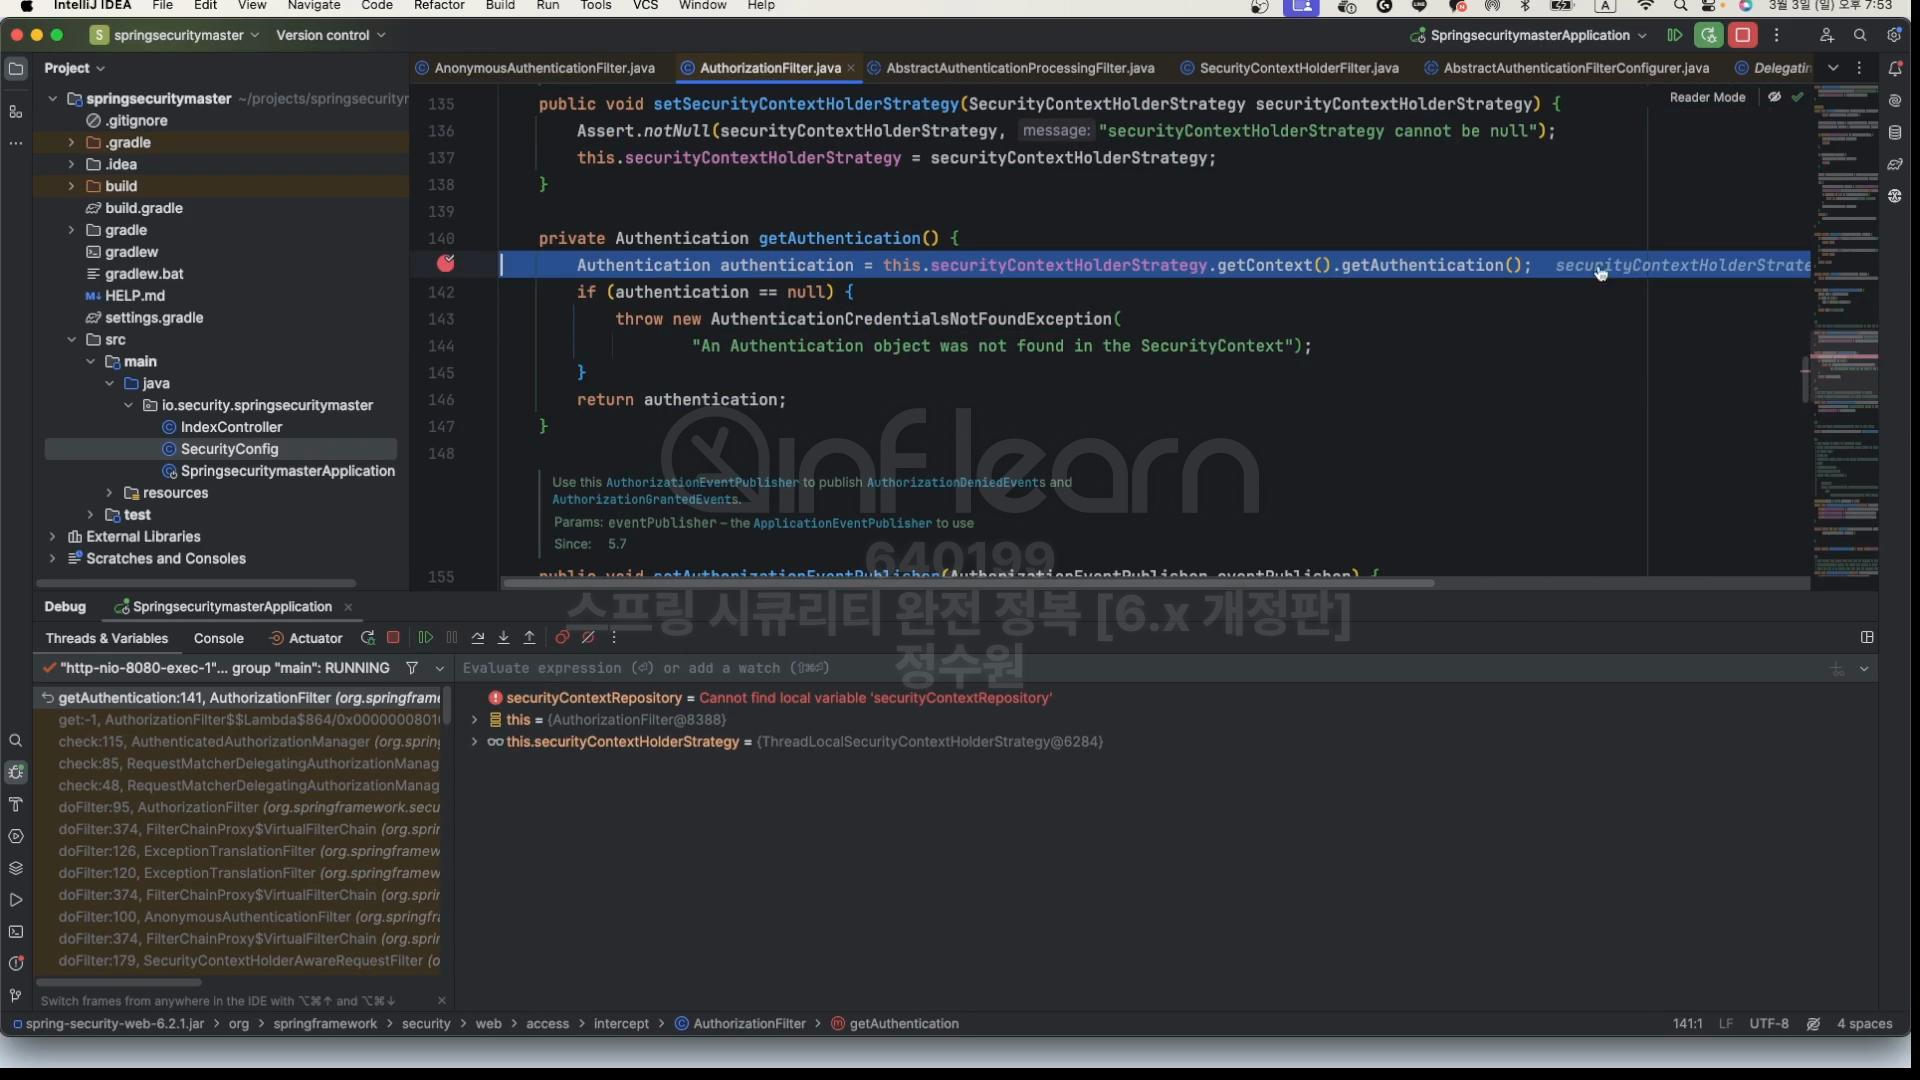 IntelliJ IDEA File Edit View Navigate Code Refactor Build Run Tools VCS Window Help A 3월 3일 (일) 오후 7:53
S springsecuritymaster Version control SpringsecuritymasterApplication
Project
AnonymousAuthenticationFilter.java AuthorizationFilter.java AbstractAuthenticationProcessingFilter.java SecurityContextHolderFilter.java AbstractAuthenticationFilterConfigurer.java Delegatin
Reader Mode
springsecuritymaster ~/projects/springsecurityr
.gitignore
.gradle
.idea
build
build.gradle
gradle
gradlew
gradlew.bat
M↓ HELP.md
settings.gradle
src
main
java
io.security.springsecuritymaster
IndexController
SecurityConfig
SpringsecuritymasterApplication
resources
test
External Libraries
Scratches and Consoles
135 public void setSecurityContextHolderStrategy(SecurityContextHolderStrategy securityContextHolderStrategy) {
136 Assert.notNull(securityContextHolderStrategy, message: "securityContextHolderStrategy cannot be null");
137 this.securityContextHolderStrategy = securityContextHolderStrategy;
138 }
139
140 private Authentication getAuthentication() {
Authentication authentication = this.securityContextHolderStrategy.getContext().getAuthentication(); securityContextHolderStrate
142 if (authentication == null) {
143 throw new AuthenticationCredentialsNotFoundException(
144 "An Authentication object was not found in the SecurityContext");
145 }
146 return authentication;
147 }
148
Use this AuthorizationEventPublisher to publish AuthorizationDeniedEvents and
AuthorizationGrantedEvents.
Params: eventPublisher – the ApplicationEventPublisher to use
Since: 5.7
155 public void setAuthorizationEventPublisher(AuthorizationEventPublisher eventPublisher) {
inflearn
640199
스프링 시큐리티 완전 정복 [6.x 개정판]
정수원
Debug SpringsecuritymasterApplication
Threads & Variables Console Actuator
"http-nio-8080-exec-1"... group "main": RUNNING
Evaluate expression (⏎) or add a watch (⇧⌘⏎)
getAuthentication:141, AuthorizationFilter (org.springframe
get:-1, AuthorizationFilter$$Lambda$864/0x0000000801
check:115, AuthenticatedAuthorizationManager (org.spring
check:85, RequestMatcherDelegatingAuthorizationManag
check:48, RequestMatcherDelegatingAuthorizationManag
doFilter:95, AuthorizationFilter (org.springframework.secu
doFilter:374, FilterChainProxy$VirtualFilterChain (org.spri
doFilter:126, ExceptionTranslationFilter (org.springframew
doFilter:120, ExceptionTranslationFilter (org.springframew
doFilter:374, FilterChainProxy$VirtualFilterChain (org.sprir
doFilter:100, AnonymousAuthenticationFilter (org.springfra
doFilter:374, FilterChainProxy$VirtualFilterChain (org.spri
doFilter:179, SecurityContextHolderAwareRequestFilter (o
securityContextRepository = Cannot find local variable 'securityContextRepository'
this = {AuthorizationFilter@8388}
this.securityContextHolderStrategy = {ThreadLocalSecurityContextHolderStrategy@6284}
Switch frames from anywhere in the IDE with ⌥⌘↑ and ⌥⌘↓
spring-security-web-6.2.1.jar org springframework security web access intercept AuthorizationFilter getAuthentication 141:1 LF UTF-8 4 spaces